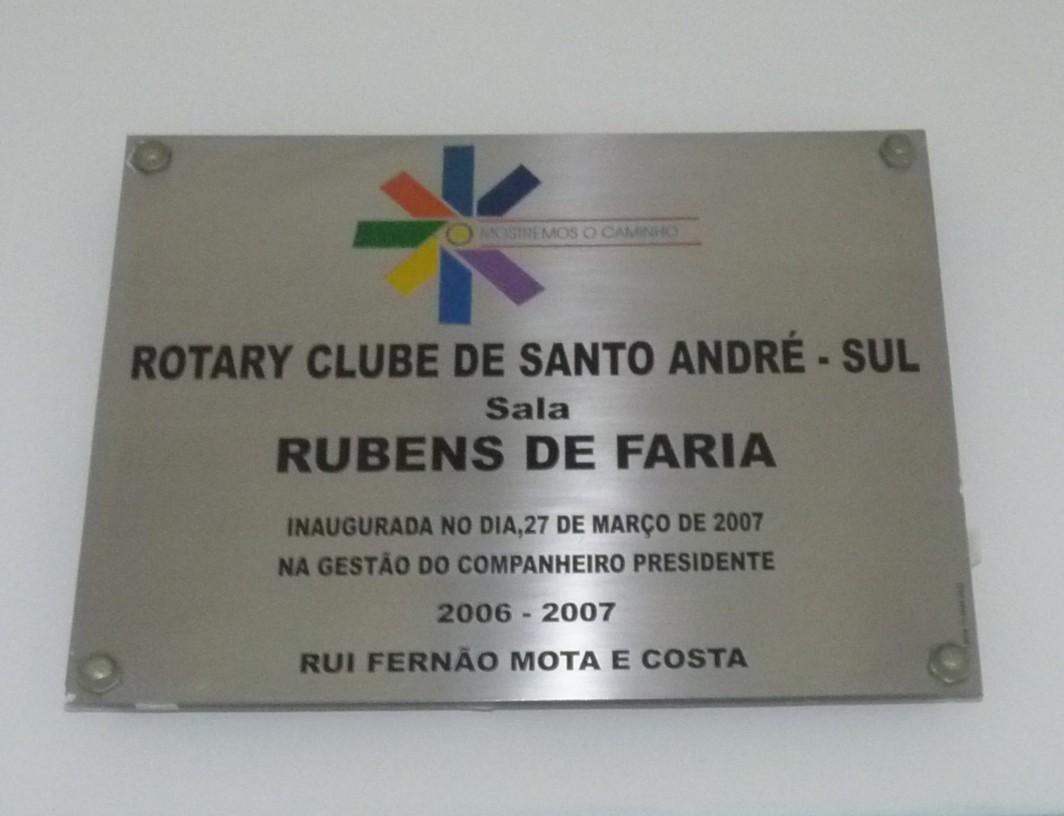 MOSTREMOS O CAMINHO
ROTARY CLUBE DE SANTO ANDRÉ - SUL
Sala
RUBENS DE FARIA
INAUGURADA NO DIA,27 DE MARÇO DE 2007
NA GESTÃO DO COMPANHEIRO PRESIDENTE
2006 - 2007
RUI FERNÃO MOTA E COSTA